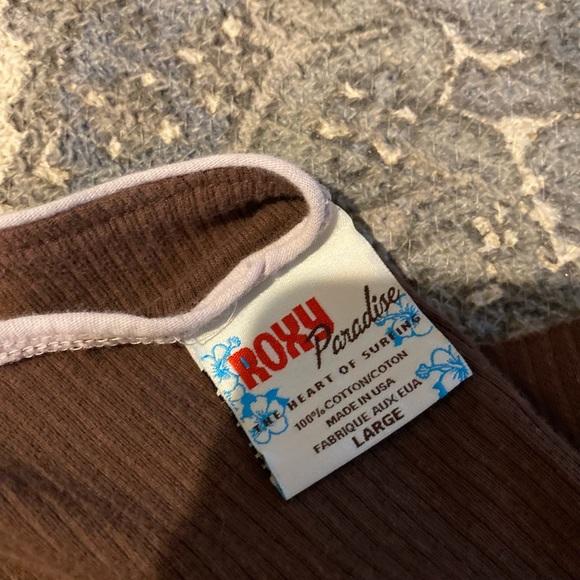 ROXY
Paradise
THE HEART OF SURFING
100% COTTON/COTON
MADE IN USA
FABRIQUE AUX EUA
LARGE